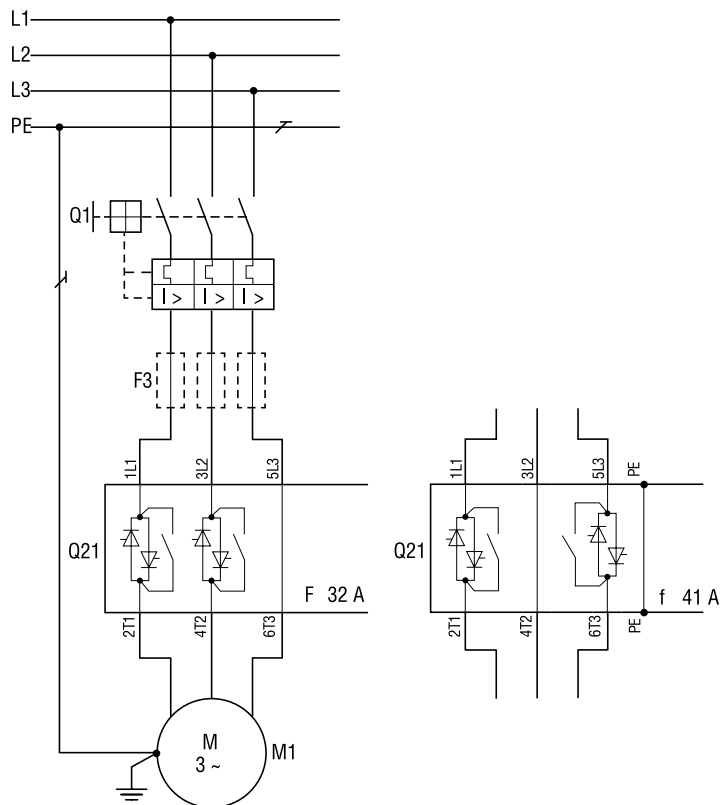 L1
L2
L3
PE
Q1
I > I > I >
F3
1L1 3L2 5L3
Q21
F 32 A
2T1 4T2 6T3
M
3 ~
M1
1L1 3L2 5L3 PE
Q21
f 41 A
2T1 4T2 6T3 PE